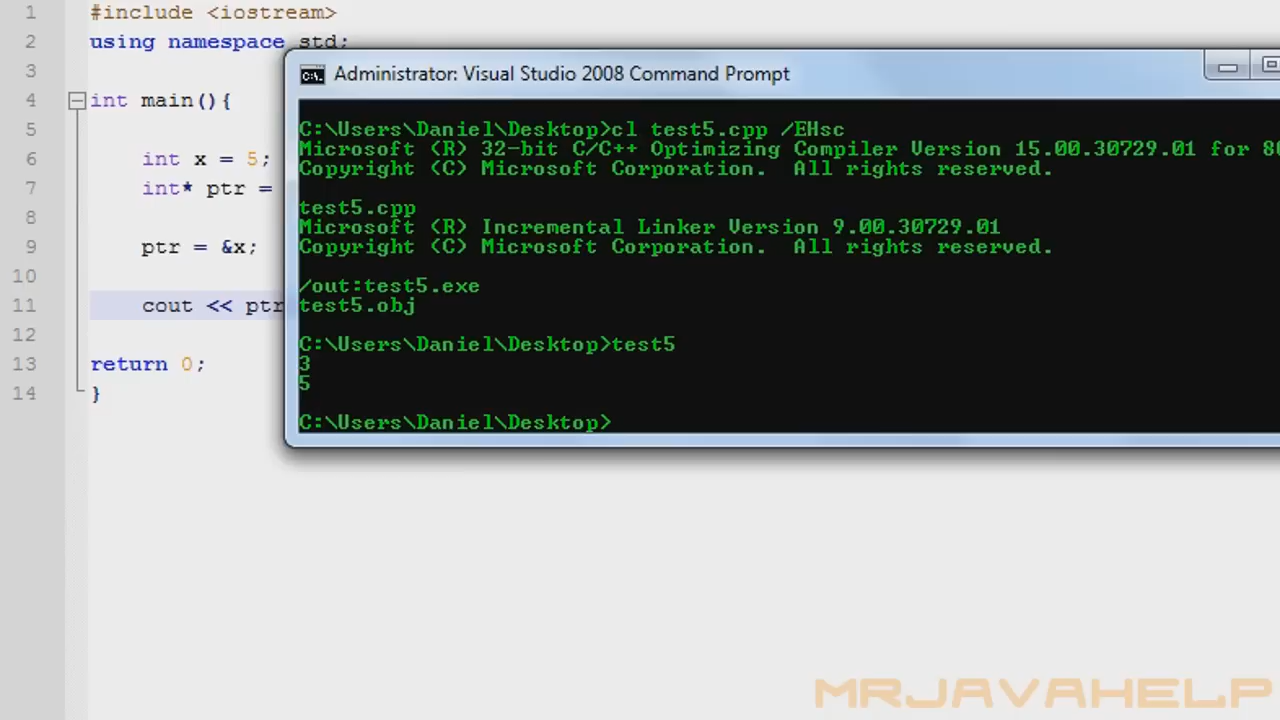 1 #include <iostream>
2 using namespace std;
3
4 int main(){
5
6 int x = 5;
7 int* ptr =
8
9 ptr = &x;
10
11 cout << ptr
12
13 return 0;
14 }
Administrator: Visual Studio 2008 Command Prompt
C:\Users\Daniel\Desktop>cl test5.cpp /EHsc
Microsoft (R) 32-bit C/C++ Optimizing Compiler Version 15.00.30729.01 for 80
Copyright (C) Microsoft Corporation.  All rights reserved.
test5.cpp
Microsoft (R) Incremental Linker Version 9.00.30729.01
Copyright (C) Microsoft Corporation.  All rights reserved.
/out:test5.exe
test5.obj
C:\Users\Daniel\Desktop>test5
3
5
C:\Users\Daniel\Desktop>
MRJAVAHELP